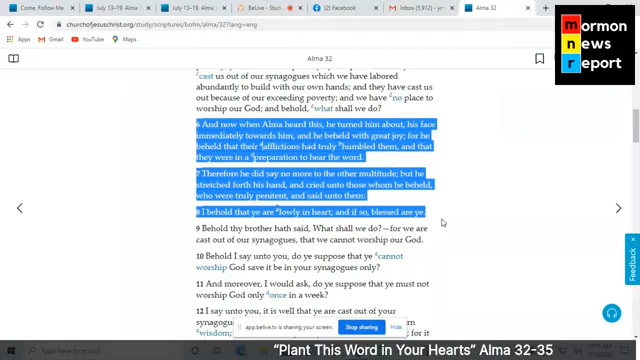 Come, Follow Me
July 13–19. Alma 3
July 13–19. Alma 3
BeLive - Studio
(2) Facebook
Inbox (5,912) - je
Alma 32
churchofjesuschrist.org/study/scriptures/bofm/alma/32?lang=eng
Gmail
YouTube
Maps
Mormon
news
report
m
n
r
Alma 32
cast us out of our synagogues which we have labored
abundantly to build with our own hands; and they have cast
us out because of our exceeding poverty; and we have no place to
worship our God; and behold, what shall we do?
6 And now when Alma heard this, he turned him about, his face
immediately towards him, and he beheld with great joy; for he
beheld that their afflictions had truly humbled them, and that
they were in a preparation to hear the word.
7 Therefore he did say no more to the other multitude; but he
stretched forth his hand, and cried unto those whom he beheld,
who were truly penitent, and said unto them:
8 I behold that ye are lowly in heart; and if so, blessed are ye.
9 Behold thy brother hath said, What shall we do?—for we are
cast out of our synagogues, that we cannot worship our God.
10 Behold I say unto you, do ye suppose that ye cannot
worship God save it be in your synagogues only?
11 And moreover, I would ask, do ye suppose that ye must not
worship God only once in a week?
12 I say unto you, it is well that ye are cast out of your
synagogues
wisdom; for it
app.belive.tv is sharing your screen.
Stop sharing
Hide
Feedback
"Plant This Word in Your Hearts" Alma 32-35